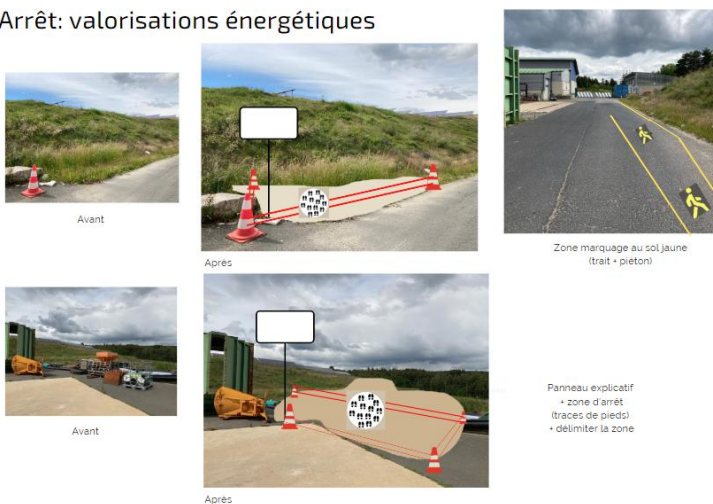 Arrêt: valorisations énergétiques
Avant
Après
Zone marquage au sol jaune
(trait + piéton)
Avant
Après
Panneau explicatif
+ zone d'arrêt
(traces de pieds)
+ délimiter la zone